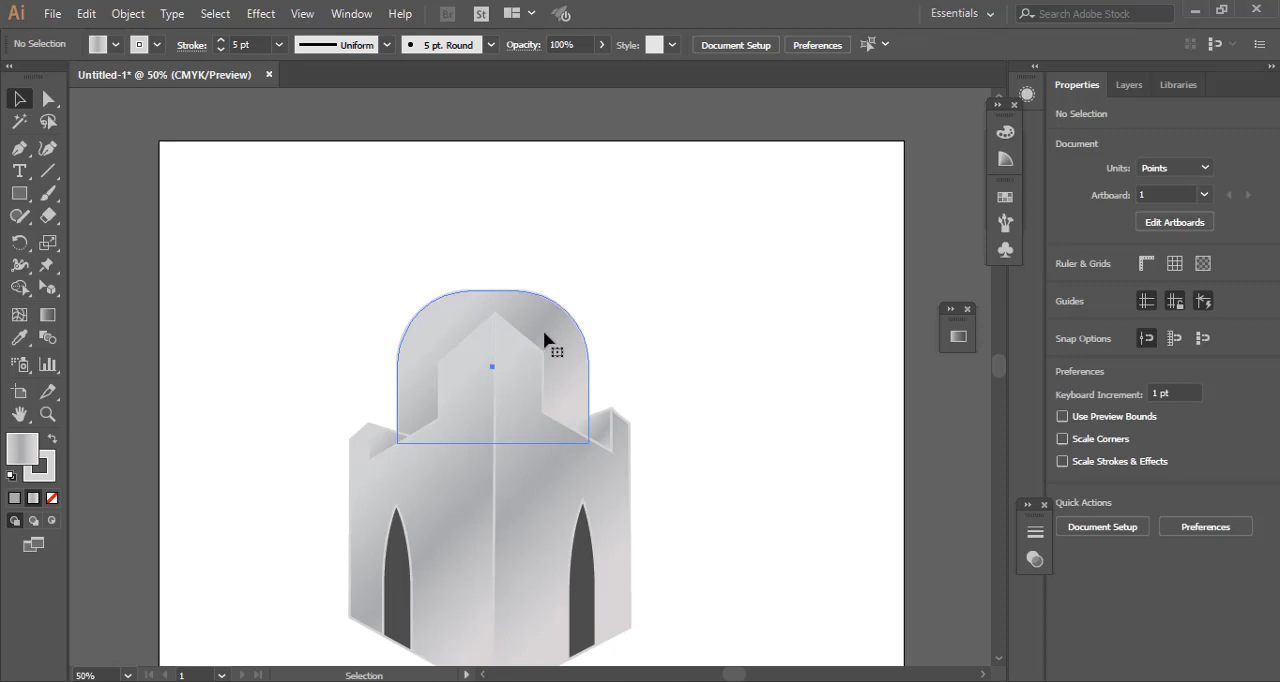 Ai File Edit Object Type Select Effect View Window Help Br St Essentials Search Adobe Stock
No Selection Stroke: 5 pt Uniform 5 pt. Round Opacity: 100% Style: Document Setup Preferences
Untitled-1* @ 50% (CMYK/Preview)
Properties Layers Libraries
No Selection
Document
Units: Points
Artboard: 1
Edit Artboards
Ruler & Grids
Guides
Snap Options
Preferences
Keyboard Increment: 1 pt
Use Preview Bounds
Scale Corners
Scale Strokes & Effects
Quick Actions
Document Setup Preferences
50% 1 Selection